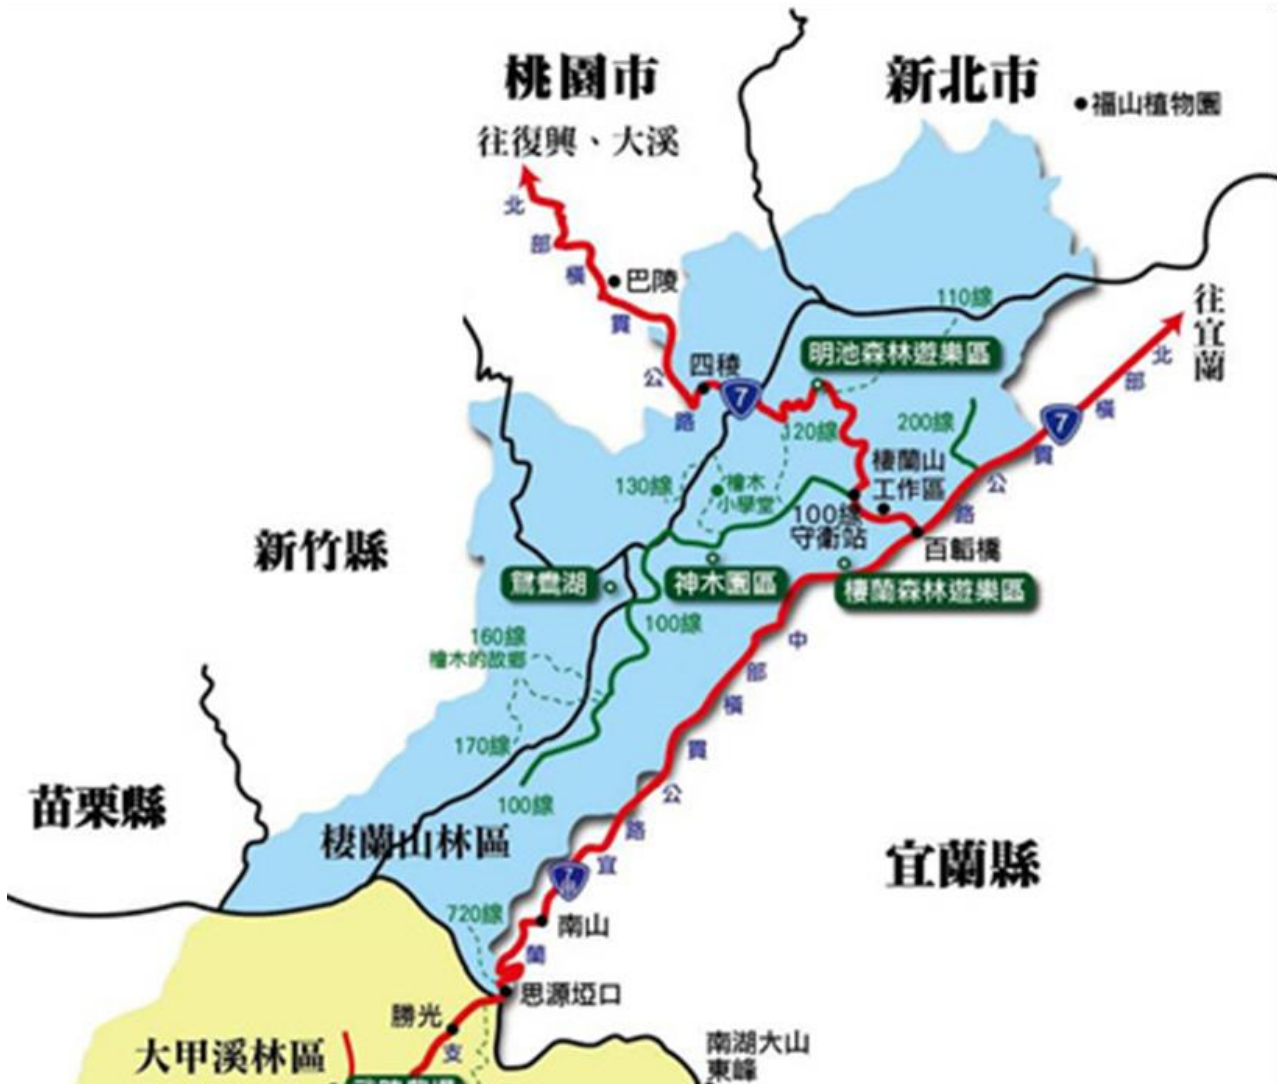 桃園市
新北市
福山植物園
往復興、大溪
北部橫貫公路
巴陵
110線
往宜蘭
四稜
明池森林遊樂區
7
北部橫貫公路
7
120線
200線
130線
檜木
小學堂
棲蘭山
工作區
100線
守衛站
百韜橋
新竹縣
鴛鴦湖
神木園區
棲蘭森林遊樂區
100線
160線
檜木的故鄉
中部橫貫公路宜蘭支
170線
100線
苗栗縣
棲蘭山林區
宜蘭縣
7
720線
南山
思源埡口
勝光
大甲溪林區
南湖大山
東峰